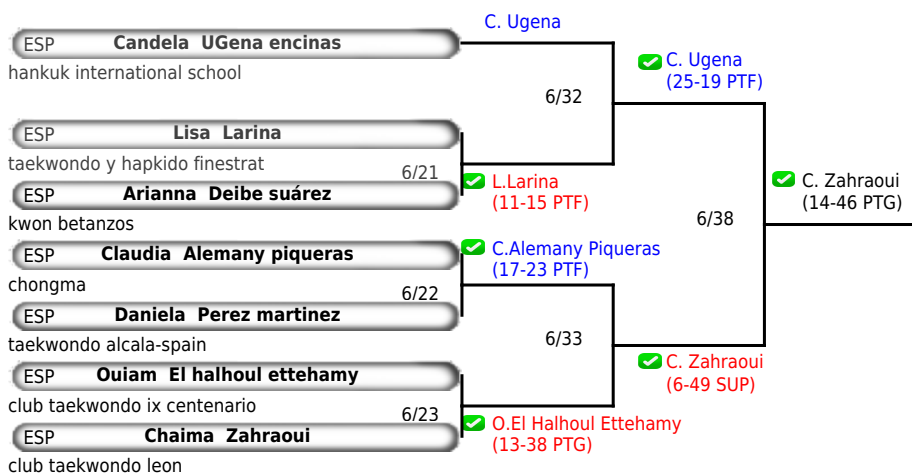 C. Ugena
ESP Candela UGena encinas
hankuk international school
C. Ugena
(25-19 PTF)
6/32
ESP Lisa Larina
taekwondo y hapkido finestrat
6/21
L.Larina
(11-15 PTF)
C. Zahraoui
(14-46 PTG)
ESP Arianna Deibe suárez
kwon betanzos
6/38
ESP Claudia Alemany piqueras
chongma
C.Alemany Piqueras
(17-23 PTF)
6/22
ESP Daniela Perez martinez
taekwondo alcala-spain
6/33
C. Zahraoui
(6-49 SUP)
ESP Ouiam El halhoul ettehamy
club taekwondo ix centenario
6/23
O.El Halhoul Ettehamy
(13-38 PTG)
ESP Chaima Zahraoui
club taekwondo leon